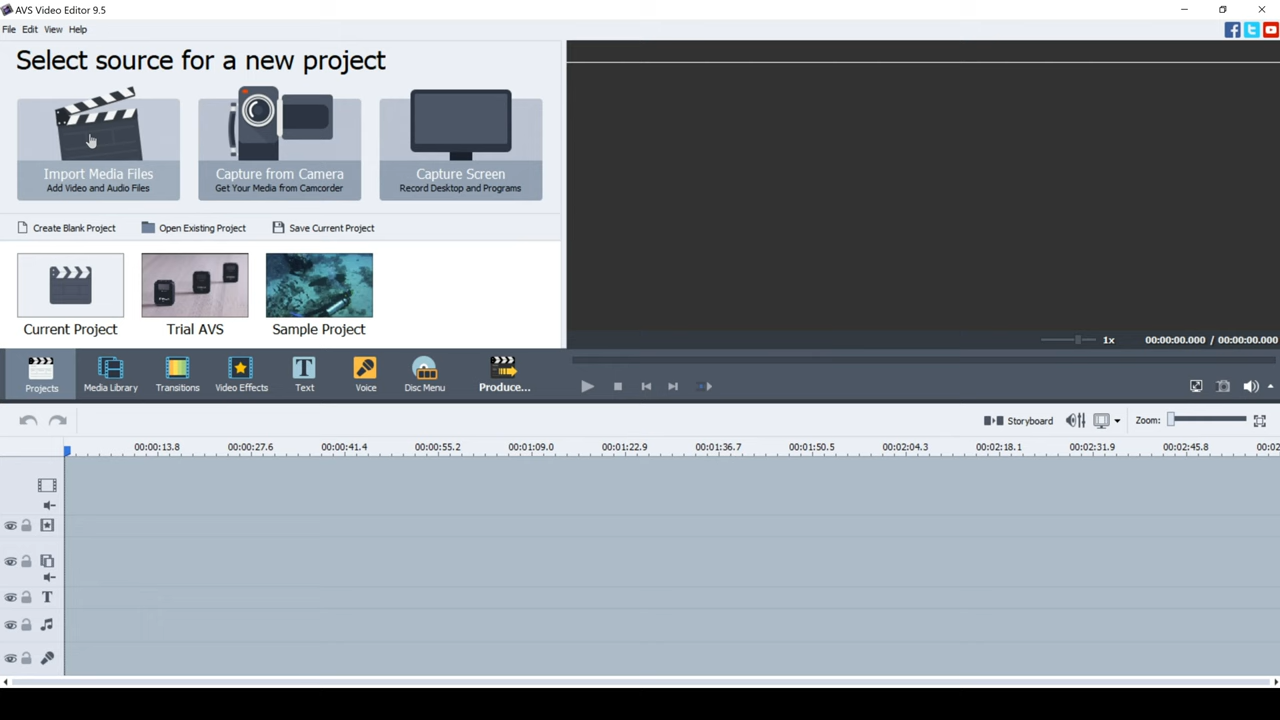 AVS Video Editor 9.5
File Edit View Help
Select source for a new project
Import Media Files
Add Video and Audio Files
Capture from Camera
Get Your Media from Camcorder
Capture Screen
Record Desktop and Programs
Create Blank Project Open Existing Project Save Current Project
Current Project Trial AVS Sample Project
1x 00:00:00.000 / 00:00:00.000
Projects Media Library Transitions Video Effects Text Voice Disc Menu Produce...
Storyboard Zoom:
00:00:13.8 00:00:27.6 00:00:41.4 00:00:55.2 00:01:09.0 00:01:22.9 00:01:36.7 00:01:50.5 00:02:04.3 00:02:18.1 00:02:31.9 00:02:45.8 00:02